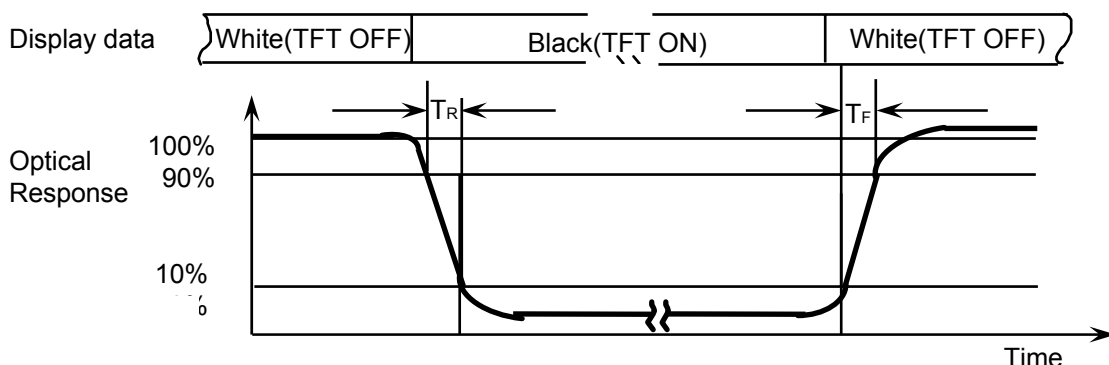 Display data
White(TFT OFF)
Black(TFT ON)
White(TFT OFF)
TR
TF
Optical
Response
100%
90%
10%
%
Time